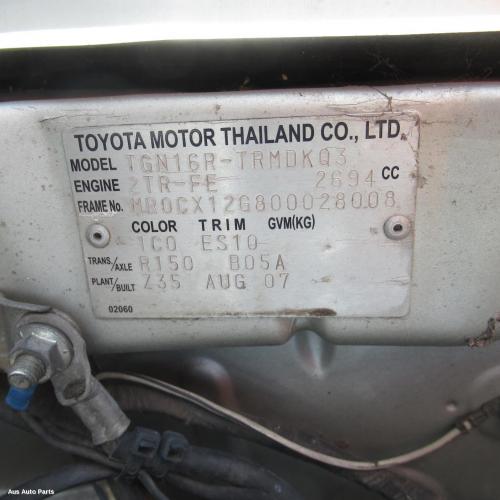 TOYOTA MOTOR THAILAND CO., LTD.
MODEL TGN16R-TRMDKQ3
ENGINE 2TR-FE 2694 CC
FRAME No. MR0CX12G800028008
COLOR TRIM GVM(KG)
1C0 ES10
TRANS/AXLE R150 B05A
PLANT/BUILT Z35 AUG 07
02060
Aus Auto Parts